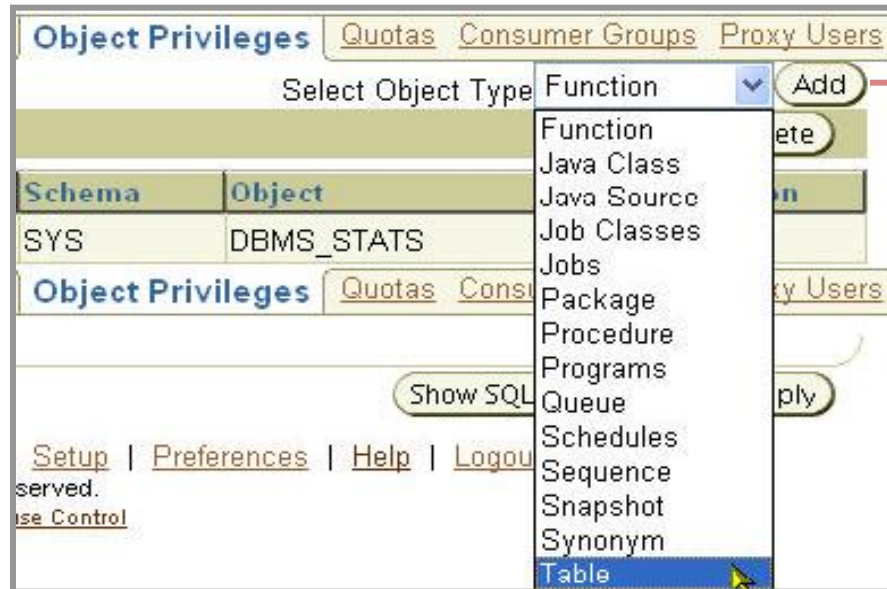 Object Privileges Quotas Consumer Groups Proxy Users
Select Object Type Function Add
Function
ete
Java Class
Java Source
Schema Object on
Job Classes
SYS DBMS_STATS
Jobs
Object Privileges Quotas Consu y Users
Package
Procedure
Programs
Show SQL ply
Queue
Schedules
Setup | Preferences | Help | Logou
Sequence
served.
Snapshot
use Control
Synonym
Table